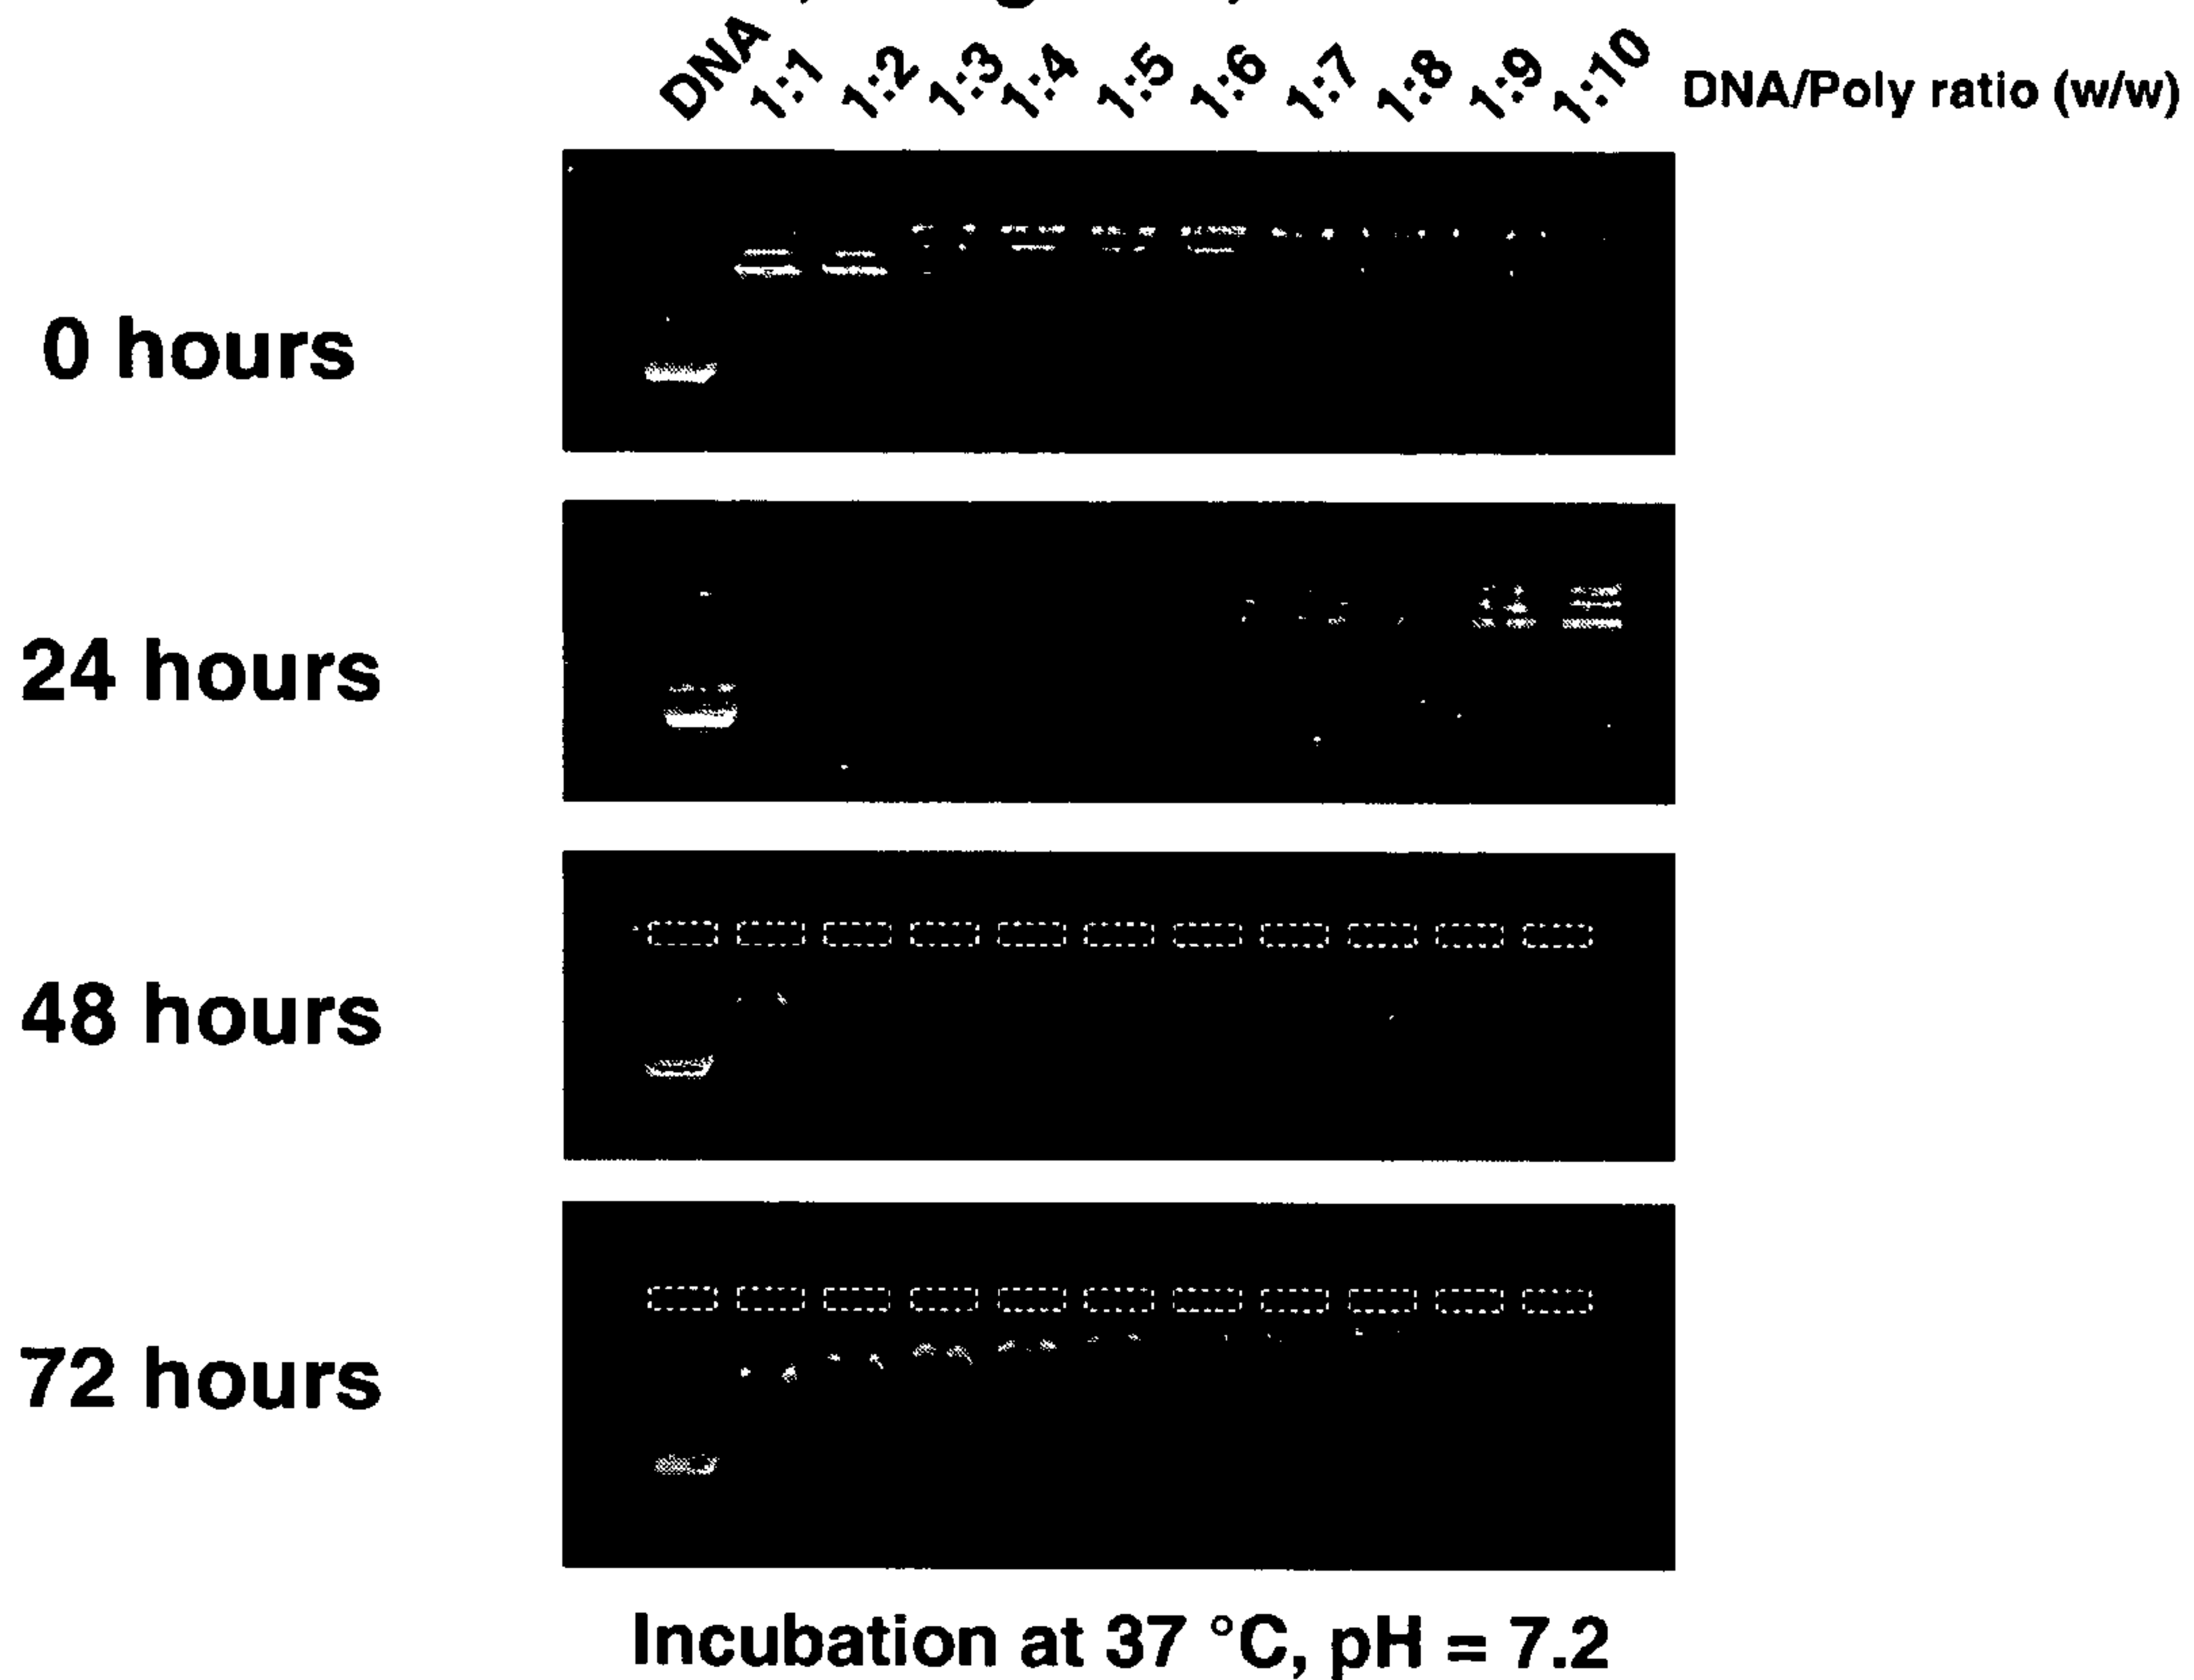 DNA 1:1 1:2 1:3 1:4 1:5 1:6 1:7 1:8 1:9 1:10 DNA/Poly ratio (w/w)
0 hours
24 hours
48 hours
72 hours
Incubation at 37 °C, pH = 7.2